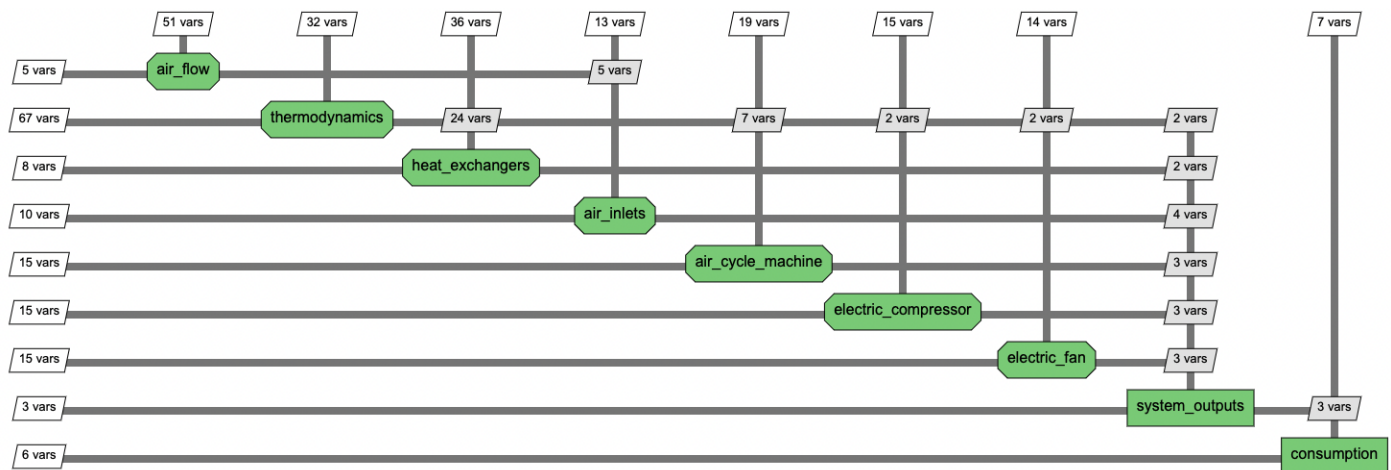 51 vars 32 vars 36 vars 13 vars 19 vars 15 vars 14 vars 7 vars
5 vars air_flow 5 vars
67 vars thermodynamics 24 vars 7 vars 2 vars 2 vars 2 vars
8 vars heat_exchangers 2 vars
10 vars air_inlets 4 vars
15 vars air_cycle_machine 3 vars
15 vars electric_compressor 3 vars
15 vars electric_fan 3 vars
3 vars system_outputs 3 vars
6 vars consumption